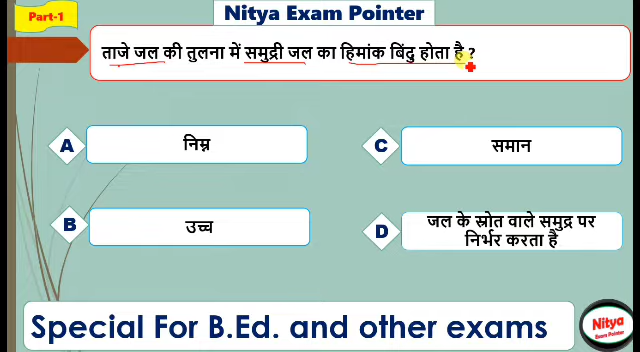 Part-1
Nitya Exam Pointer
ताजे जल की तुलना में समुद्री जल का हिमांक बिंदु होता है ?
A
निम्न
C
समान
B
उच्च
D
जल के स्रोत वाले समुद्र पर
निर्भर करता है
Special For B.Ed. and other exams
Nitya
Exam Pointer